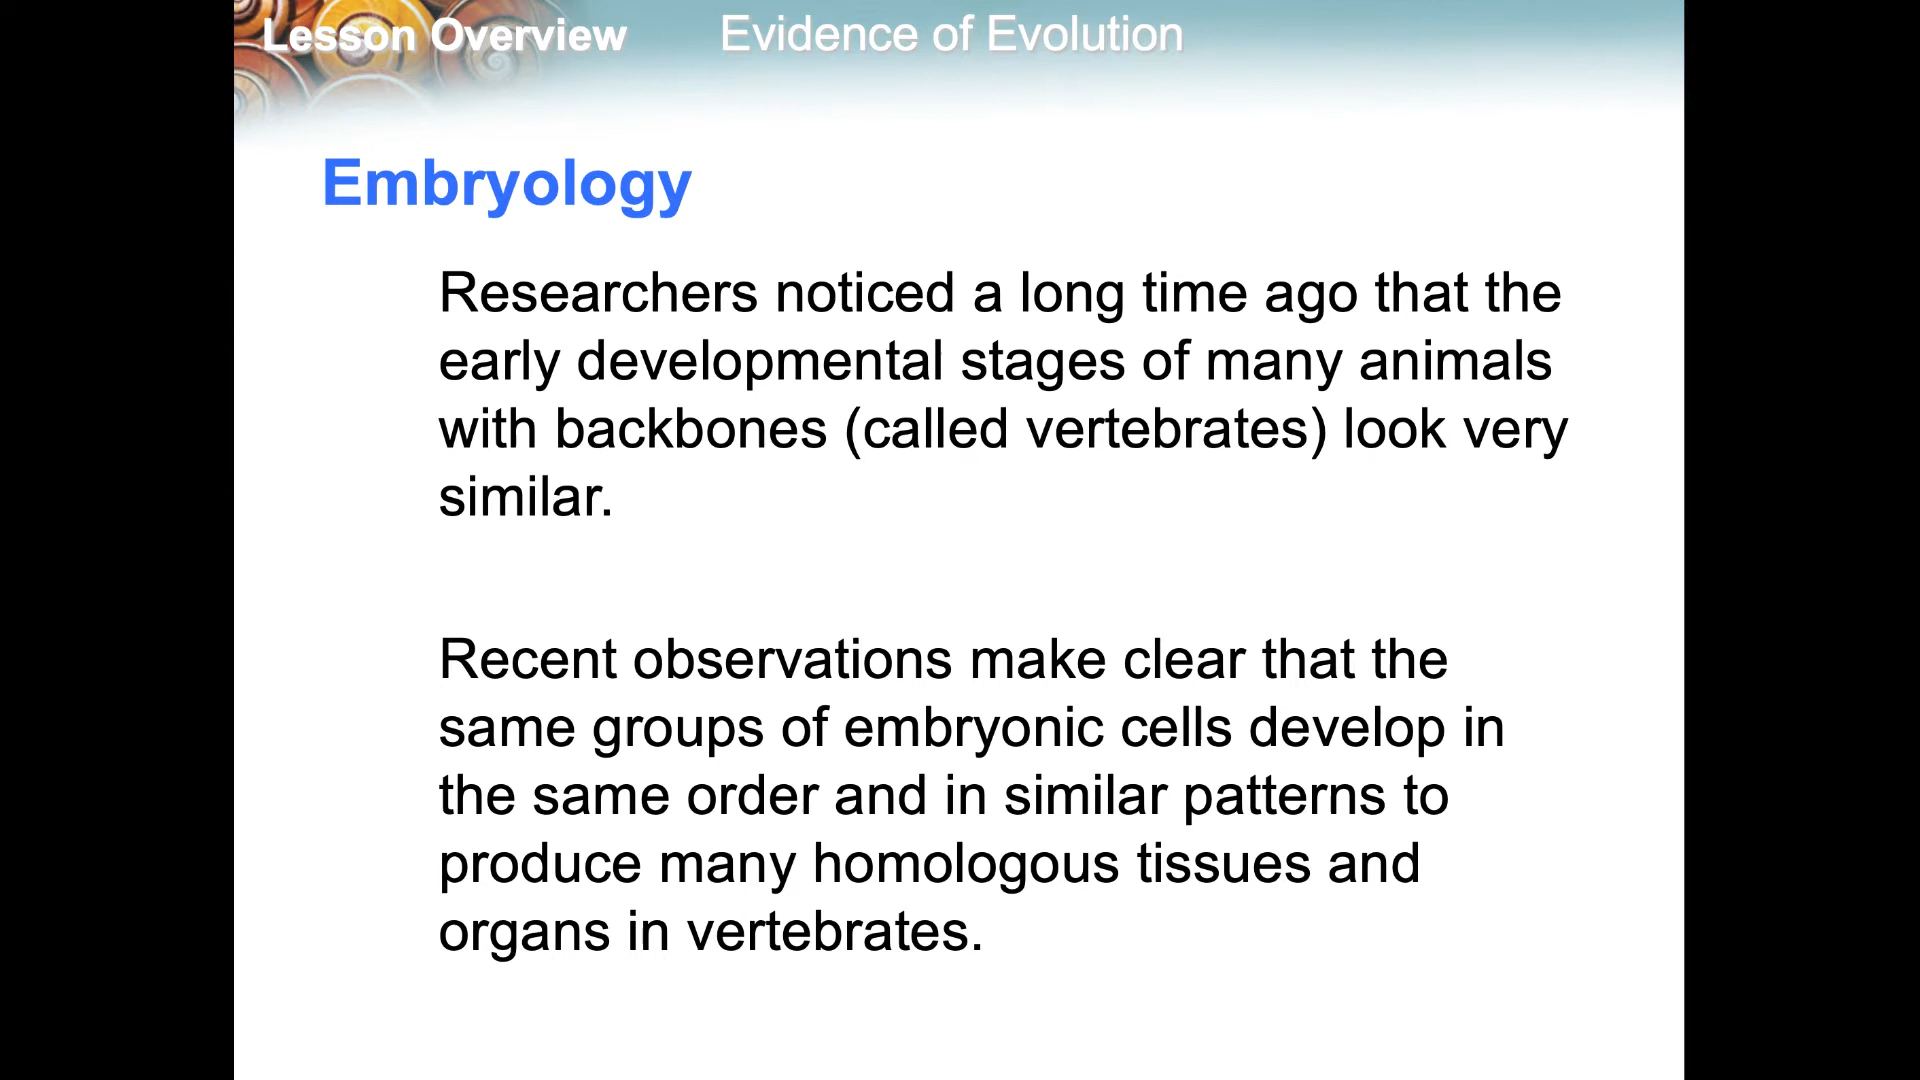 Lesson Overview Evidence of Evolution
Embryology
Researchers noticed a long time ago that the
early developmental stages of many animals
with backbones (called vertebrates) look very
similar.
Recent observations make clear that the
same groups of embryonic cells develop in
the same order and in similar patterns to
produce many homologous tissues and
organs in vertebrates.